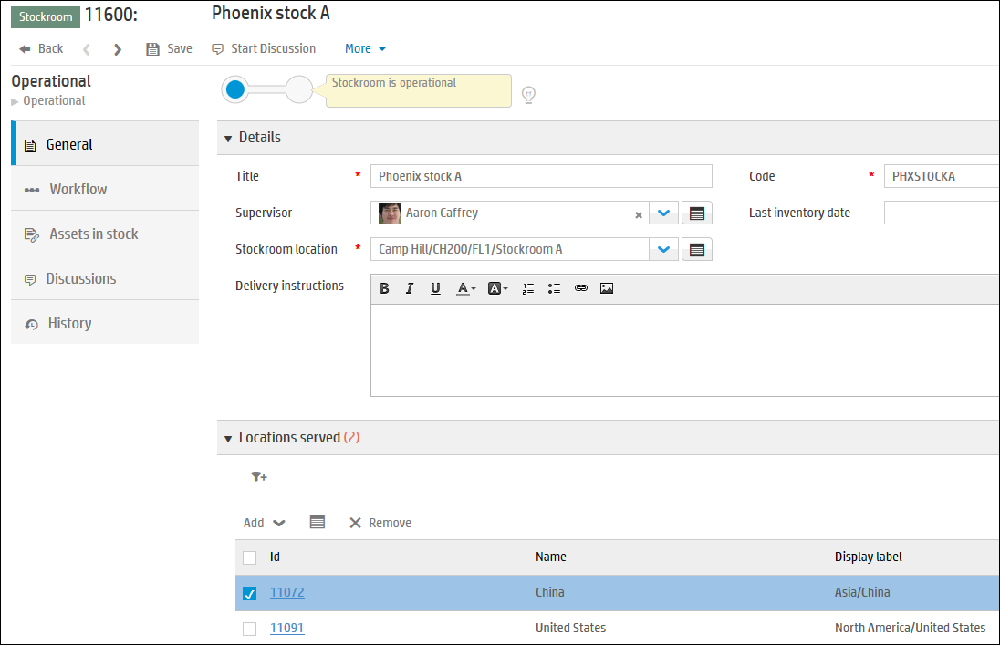 Stockroom 11600: Phoenix stock A
Back Save Start Discussion More
Operational
Operational
Stockroom is operational
General
Workflow
Assets in stock
Discussions
History
Details
Title * Phoenix stock A Code * PHXSTOCKA
Supervisor Aaron Caffrey x Last inventory date
Stockroom location * Camp Hill/CH200/FL1/Stockroom A
Delivery instructions
B I U A A
Locations served (2)
Add Remove
Id Name Display label
11072 China Asia/China
11091 United States North America/United States